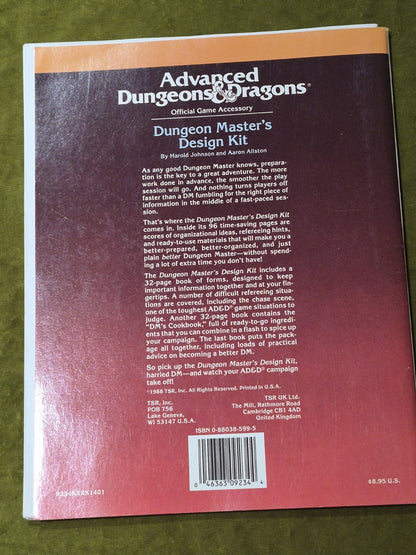 Advanced
Dungeons & Dragons®
Official Game Accessory
Dungeon Master's
Design Kit
By Harold Johnson and Aaron Allston
As any good Dungeon Master knows, prepara-
tion is the key to a great adventure. The more
work done in advance, the smoother the play
session will go. And nothing turns players off
faster than a DM fumbling for the right piece of
information in the middle of a fast-paced ses-
sion.
That's where the Dungeon Master's Design Kit
comes in. Inside its 96 time-saving pages are
scores of organizational ideas, refereeing hints,
and ready-to-use materials that will make you a
better-prepared, better-organized, and just
plain better Dungeon Master—without spend-
ing a lot of extra time you don't have!
The Dungeon Master's Design Kit includes a
32-page book of forms, designed to keep
important information together and at your fin-
gertips. A number of difficult refereeing situa-
tions are covered, including the chase scene,
one of the toughest AD&D® game situations to
judge. Another 32-page book contains the
"DM's Cookbook," full of ready-to-go ingredi-
ents that you can combine in a flash to spice up
your campaign. The last book puts the pack-
age all together, including loads of practical
advice on becoming a better DM.
So pick up the Dungeon Master's Design Kit,
harried DM—and watch your AD&D® campaign
take off!
©1988 TSR, Inc. All Rights Reserved. Printed in U.S.A.
TSR, Inc.
POB 756
Lake Geneva,
WI 53147 U.S.A.
TSR UK Ltd.
The Mill, Rathmore Road
Cambridge CB1 4AD
United Kingdom
ISBN 0-88038-599-5
0 46363 09234 4
9234XXXX1401
$8.95 U.S.